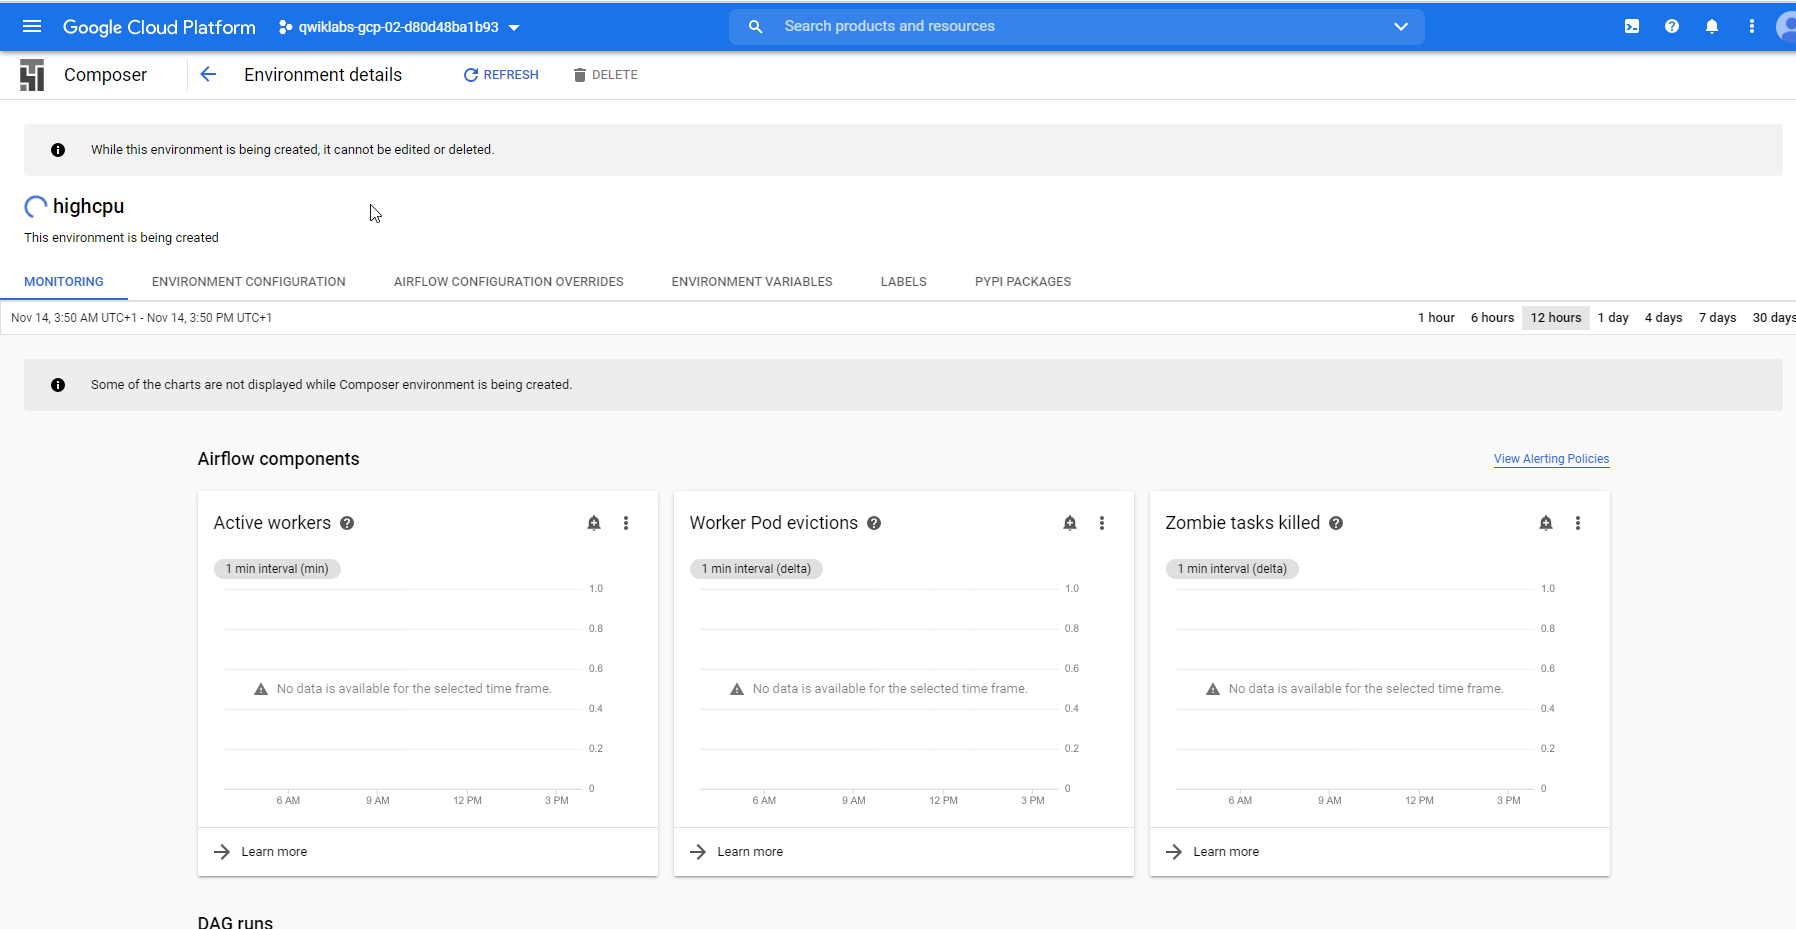 Google Cloud Platform qwiklabs-gcp-02-d80d48ba1b93 Search products and resources
Composer Environment details REFRESH DELETE
While this environment is being created, it cannot be edited or deleted.
highcpu
This environment is being created
MONITORING ENVIRONMENT CONFIGURATION AIRFLOW CONFIGURATION OVERRIDES ENVIRONMENT VARIABLES LABELS PYPI PACKAGES
Nov 14, 3:50 AM UTC+1 - Nov 14, 3:50 PM UTC+1 1 hour 6 hours 12 hours 1 day 4 days 7 days 30 days
Some of the charts are not displayed while Composer environment is being created.
Airflow components View Alerting Policies
Active workers
1 min interval (min)
1.0
0.8
0.6
No data is available for the selected time frame.
0.4
0.2
0
6 AM 9 AM 12 PM 3 PM
Learn more
Worker Pod evictions
1 min interval (delta)
1.0
0.8
0.6
No data is available for the selected time frame.
0.4
0.2
0
6 AM 9 AM 12 PM 3 PM
Learn more
Zombie tasks killed
1 min interval (delta)
1.0
0.8
0.6
No data is available for the selected time frame.
0.4
0.2
0
6 AM 9 AM 12 PM 3 PM
Learn more
DAG runs